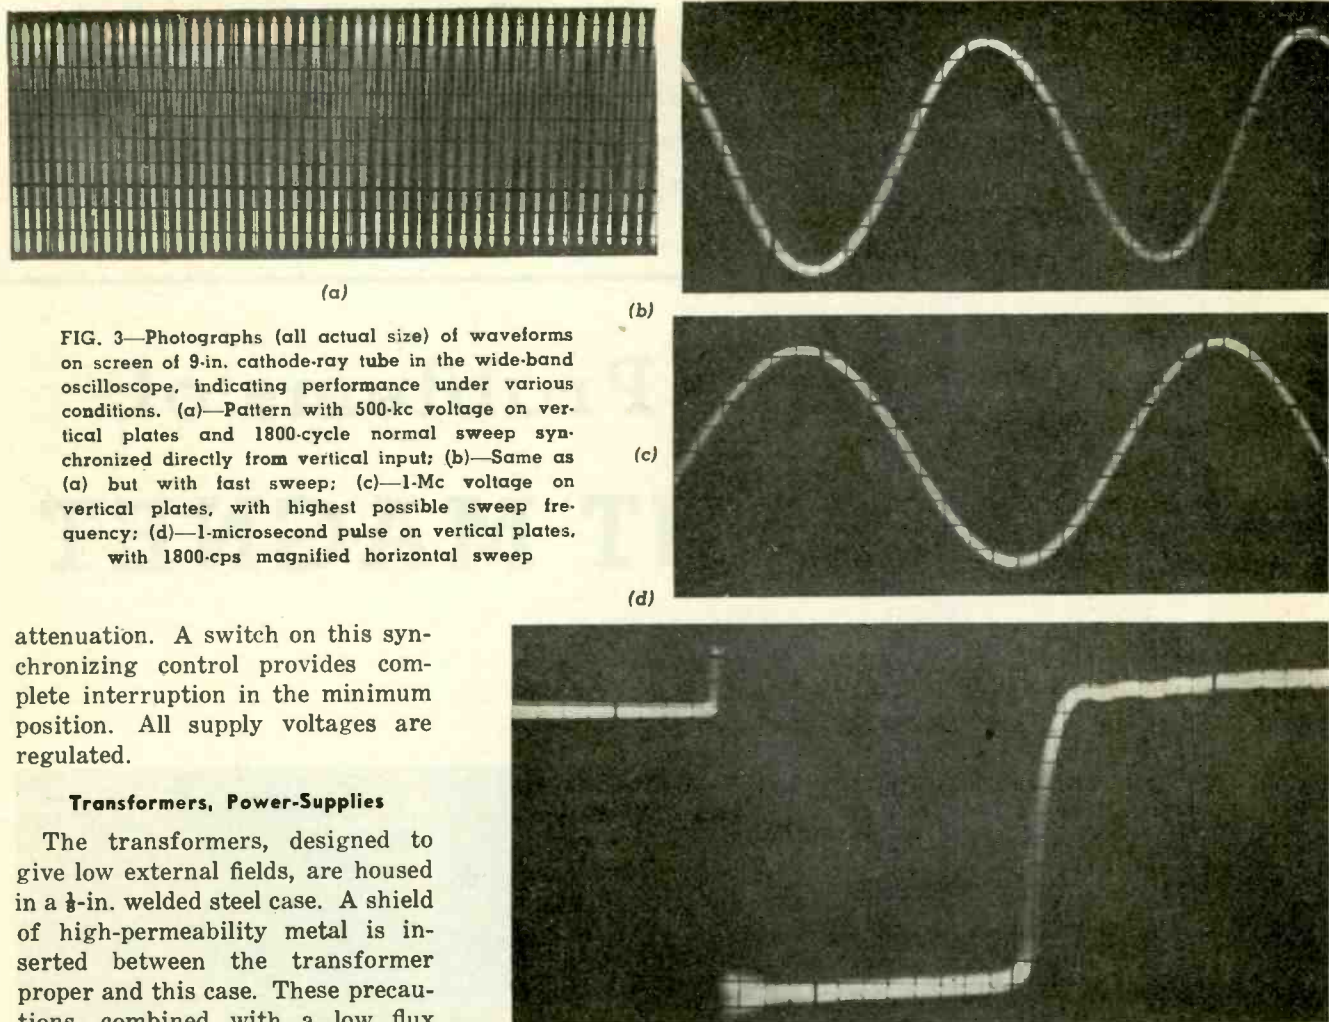 (a)
(b)
FIG. 3—Photographs (all actual size) of waveforms
on screen of 9-in. cathode-ray tube in the wide-band
oscilloscope, indicating performance under various
conditions. (a)—Pattern with 500-kc voltage on ver-
tical plates and 1800-cycle normal sweep syn-
chronized directly from vertical input; (b)—Same as
(a) but with fast sweep; (c)—1-Mc voltage on
vertical plates, with highest possible sweep fre-
quency; (d)—1-microsecond pulse on vertical plates,
with 1800-cps magnified horizontal sweep
(c)
(d)
attenuation. A switch on this syn-
chronizing control provides com-
plete interruption in the minimum
position. All supply voltages are
regulated.
Transformers, Power-Supplies
The transformers, designed to
give low external fields, are housed
in a ⅛-in. welded steel case. A shield
of high-permeability metal is in-
serted between the transformer
proper and this case. These precau-
tions, combined with a low flux